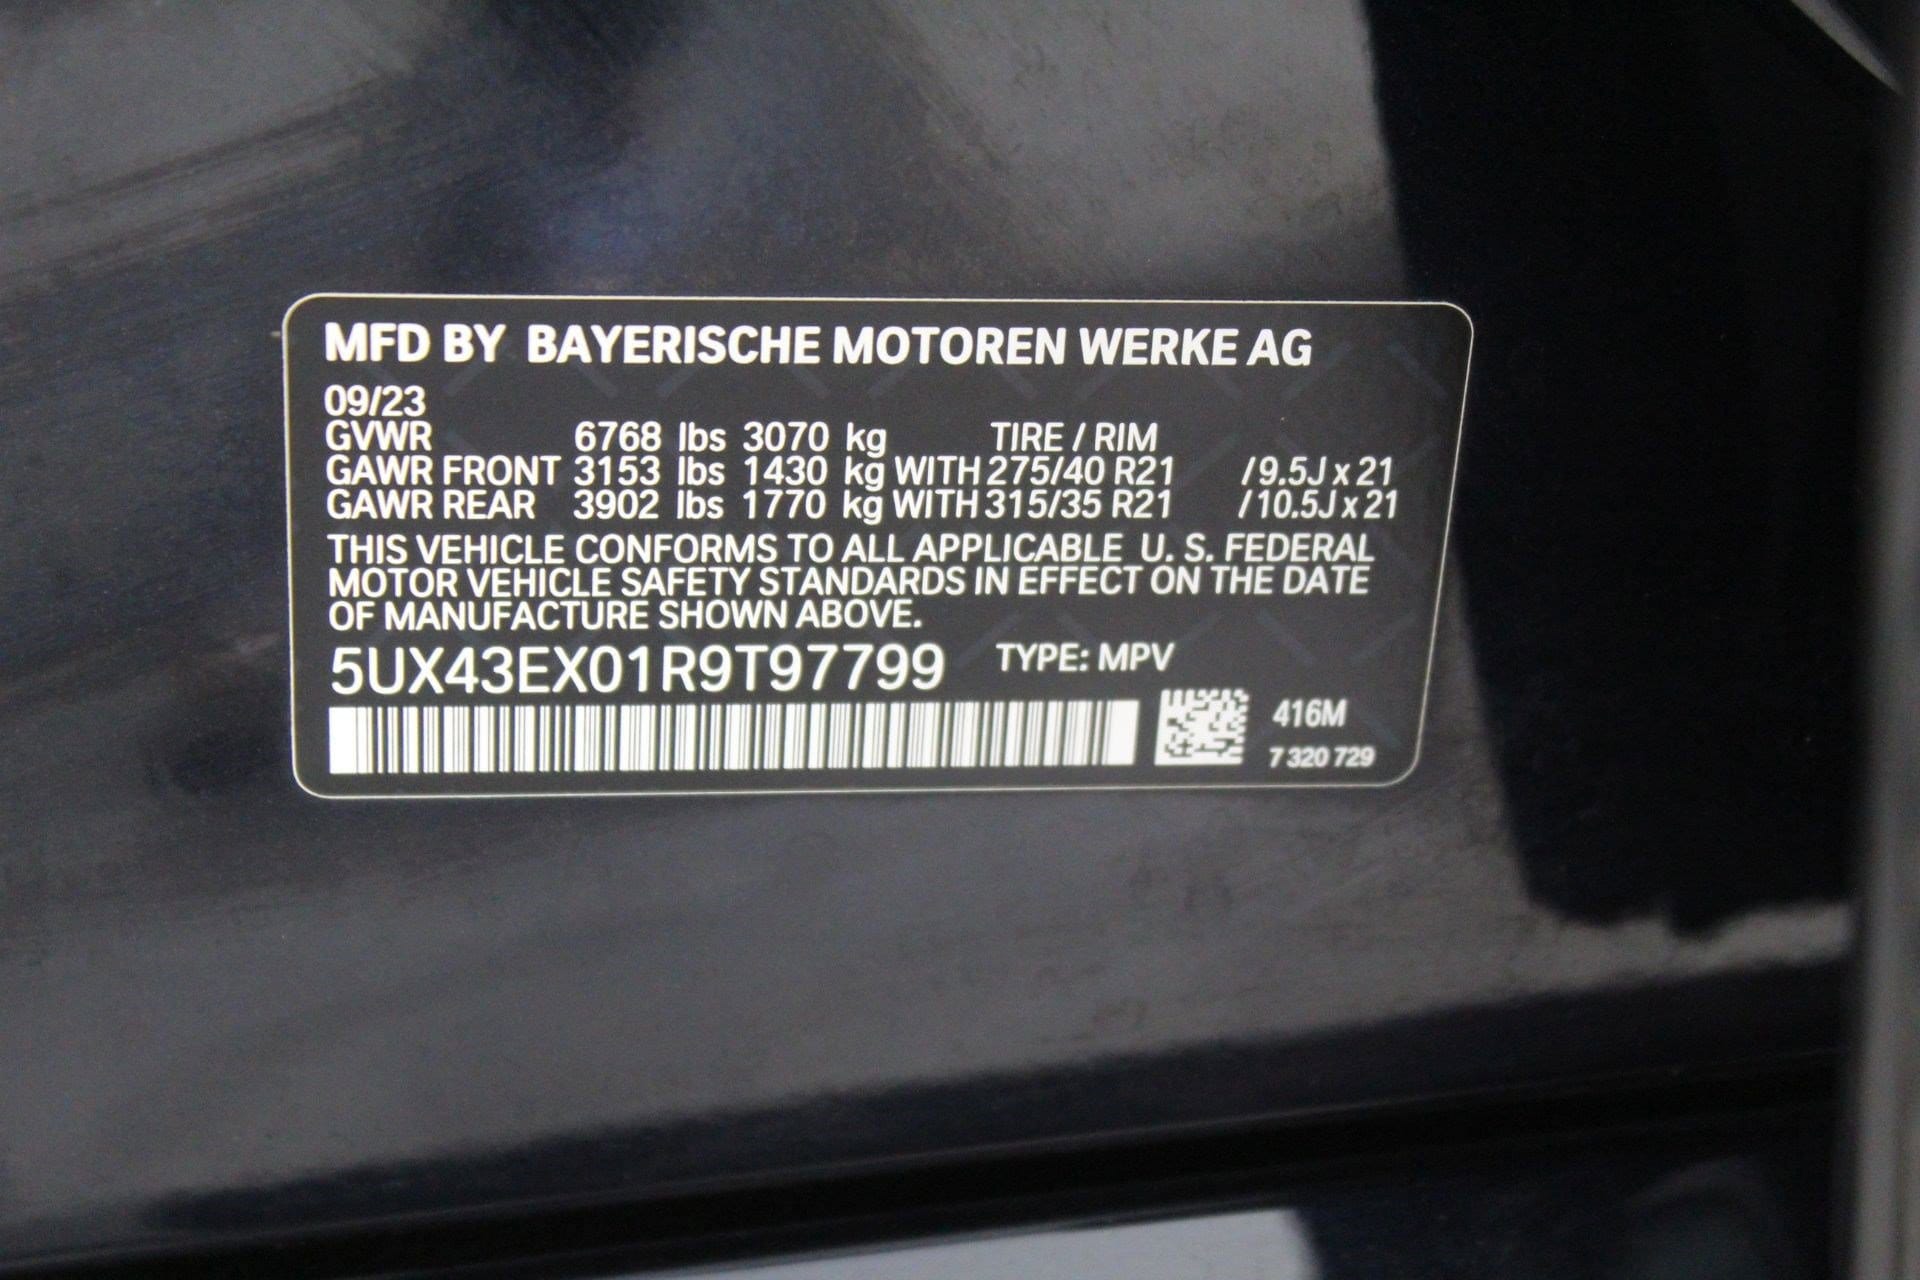 MFD BY BAYERISCHE MOTOREN WERKE AG
09/23
GVWR 6768 lbs 3070 kg TIRE / RIM
GAWR FRONT 3153 lbs 1430 kg WITH 275/40 R21 / 9.5J x 21
GAWR REAR 3902 lbs 1770 kg WITH 315/35 R21 / 10.5J x 21
THIS VEHICLE CONFORMS TO ALL APPLICABLE U. S. FEDERAL
MOTOR VEHICLE SAFETY STANDARDS IN EFFECT ON THE DATE
OF MANUFACTURE SHOWN ABOVE.
5UX43EX01R9T97799 TYPE: MPV
416M
7 320 729